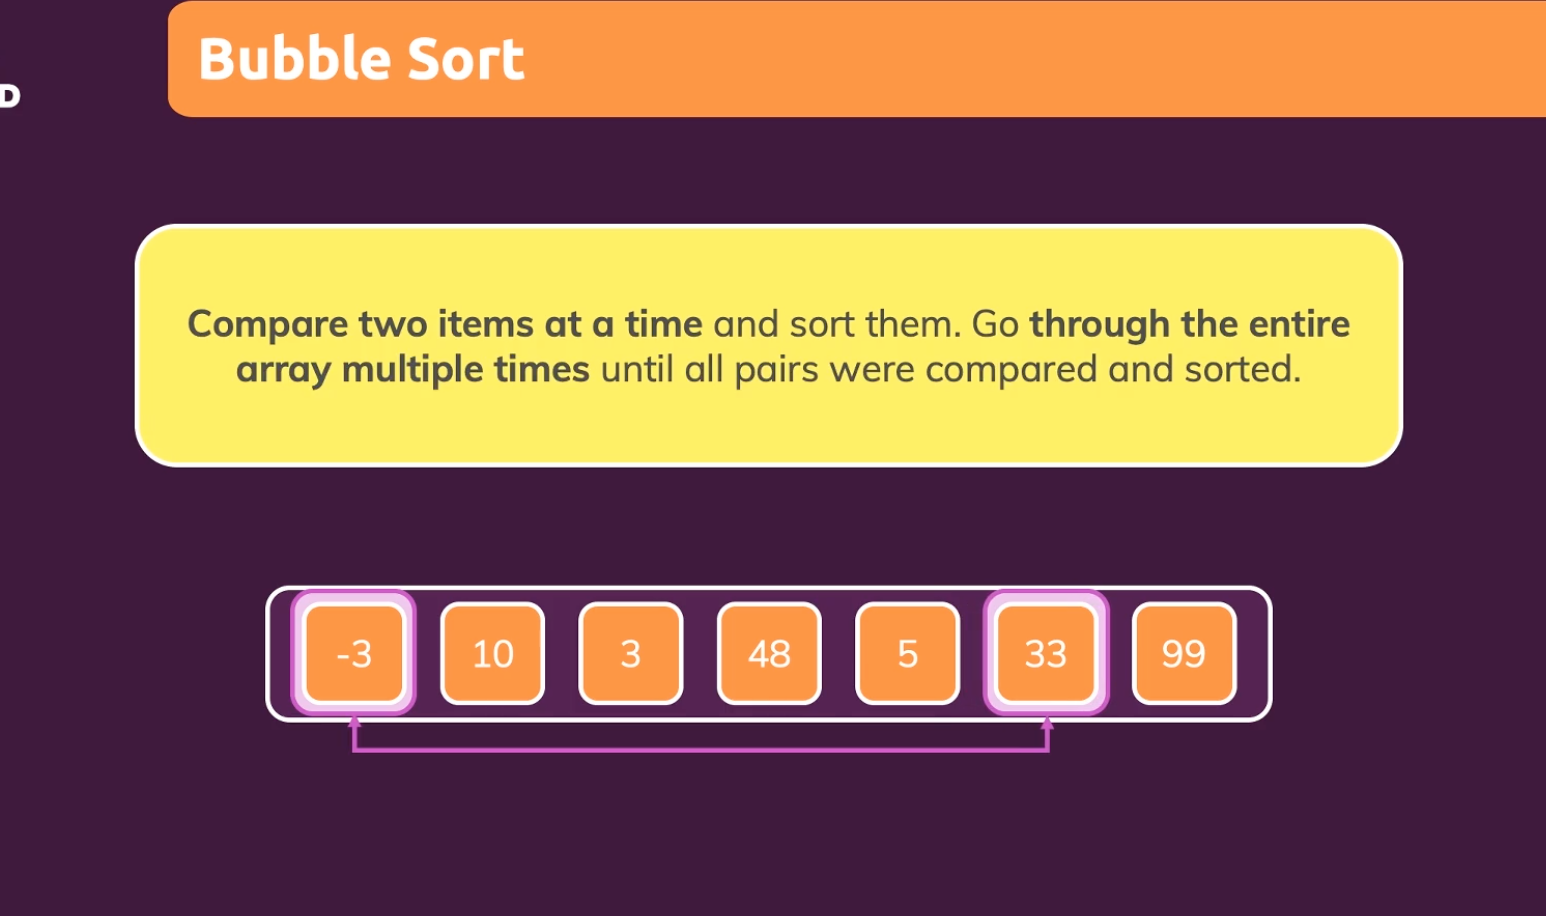 Bubble Sort
D
Compare two items at a time and sort them. Go through the entire
array multiple times until all pairs were compared and sorted.
-3 10 3 48 5 33 99